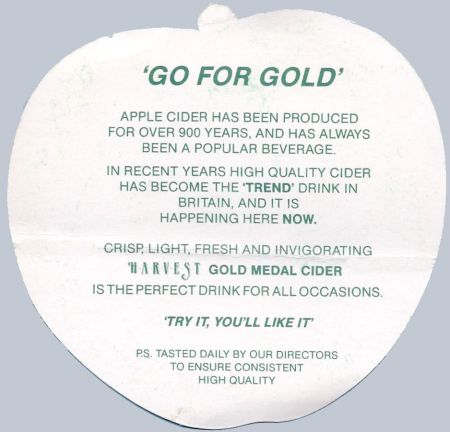 'GO FOR GOLD'
APPLE CIDER HAS BEEN PRODUCED
FOR OVER 900 YEARS, AND HAS ALWAYS
BEEN A POPULAR BEVERAGE.
IN RECENT YEARS HIGH QUALITY CIDER
HAS BECOME THE 'TREND' DRINK IN
BRITAIN, AND IT IS
HAPPENING HERE NOW.
CRISP, LIGHT, FRESH AND INVIGORATING
HARVEST GOLD MEDAL CIDER
IS THE PERFECT DRINK FOR ALL OCCASIONS.
'TRY IT, YOU'LL LIKE IT'
P.S. TASTED DAILY BY OUR DIRECTORS
TO ENSURE CONSISTENT
HIGH QUALITY